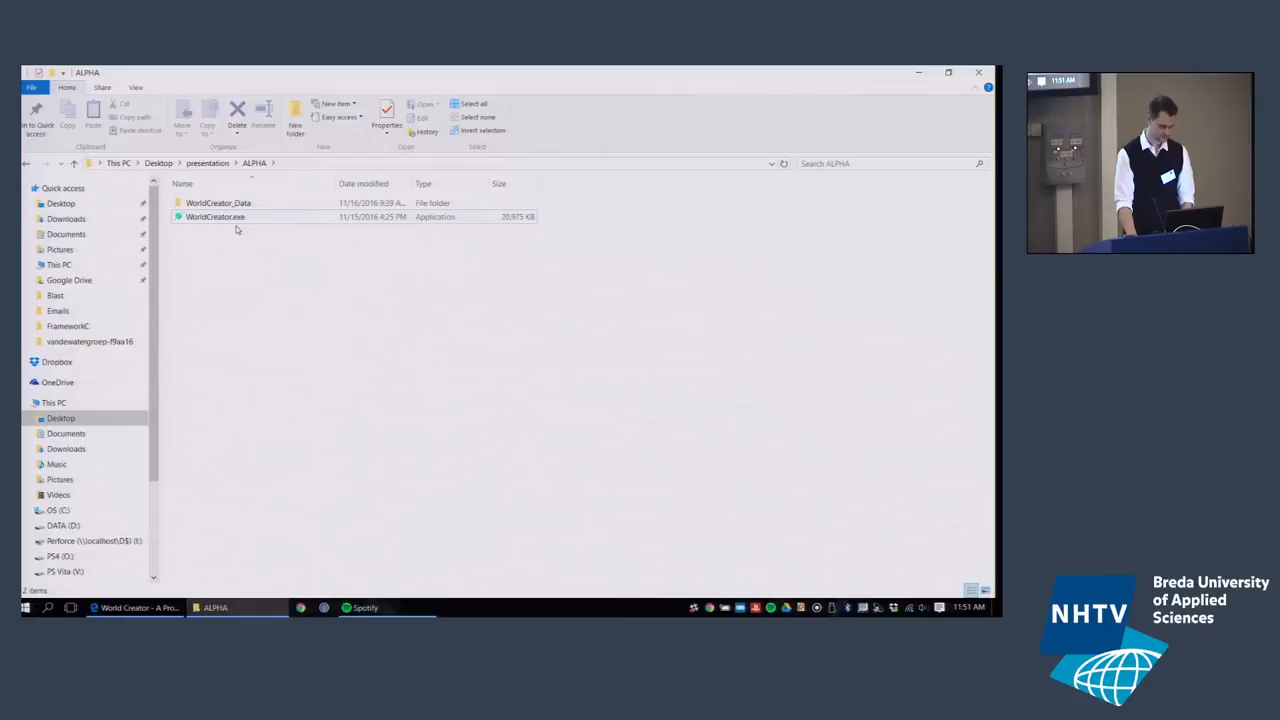 ALPHA
File Home Share View
in to Quick access
Copy
Paste
Cut
Copy path
Paste shortcut
Clipboard
Move to
Copy to
Delete
Rename
Organize
New folder
New item
Easy access
New
Properties
Open
Edit
History
Open
Select all
Select none
Invert selection
Select
This PC > Desktop > presentation > ALPHA >
Search ALPHA
Name Date modified Type Size
WorldCreator_Data 11/16/2016 9:39 A... File folder
WorldCreator.exe 11/15/2016 4:25 PM Application 20,975 KB
Quick access
Desktop
Downloads
Documents
Pictures
This PC
Google Drive
Blast
Emails
FrameworkC
vandewatergroep-f9aa16
Dropbox
OneDrive
This PC
Desktop
Documents
Downloads
Music
Pictures
Videos
OS (C:)
DATA (D:)
Perforce (\\localhost\D$) (I:)
PS4 (O:)
PS Vita (V:)
2 items
World Creator - A Pro...
ALPHA
Spotify
11:51 AM
11:51 AM
NHTV
Breda University
of Applied
Sciences